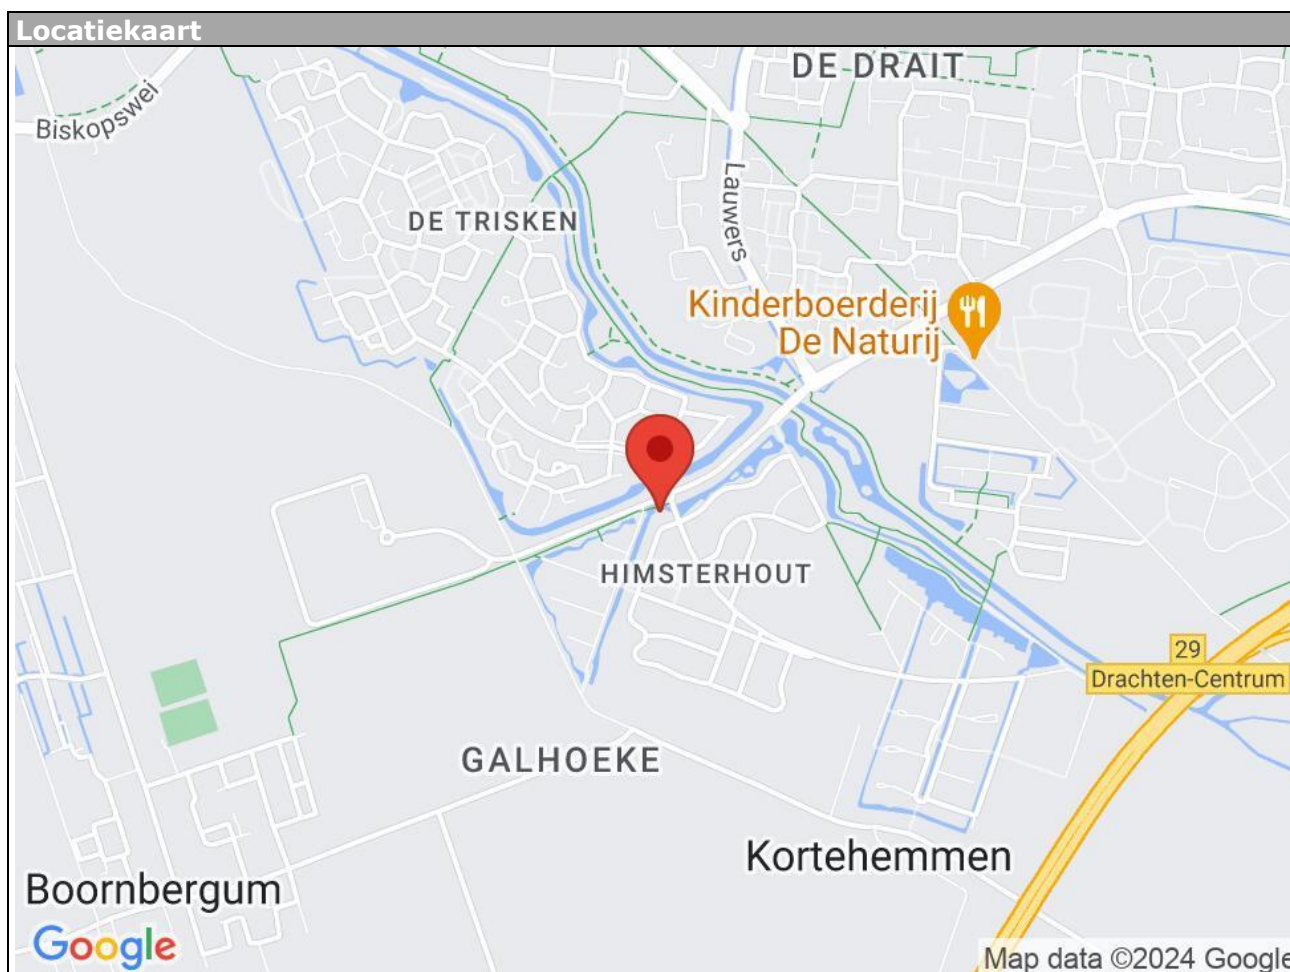 Locatiekaart
DE DRAIT
Biskopswei
Lauwers
DE TRISKEN
Kinderboerderij
De Naturij
HIMSTERHOUT
29
Drachten-Centrum
GALHOEKE
Kortehemmen
Boornbergum
Google
Map data ©2024 Google